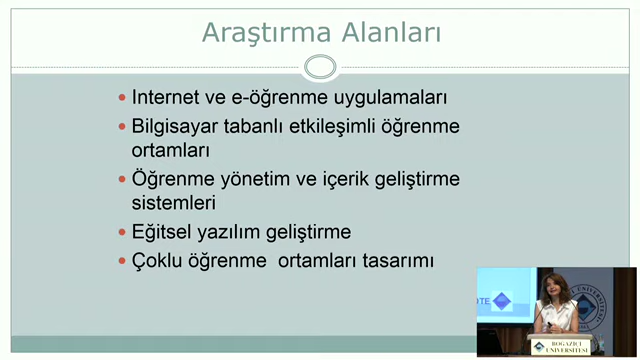 Araştırma Alanları
Internet ve e-öğrenme uygulamaları
Bilgisayar tabanlı etkileşimli öğrenme
ortamları
Öğrenme yönetim ve içerik geliştirme
sistemleri
Eğitsel yazılım geliştirme
Çoklu öğrenme ortamları tasarımı
BOĞAZİÇİ
ÜNİVERSİTESİ